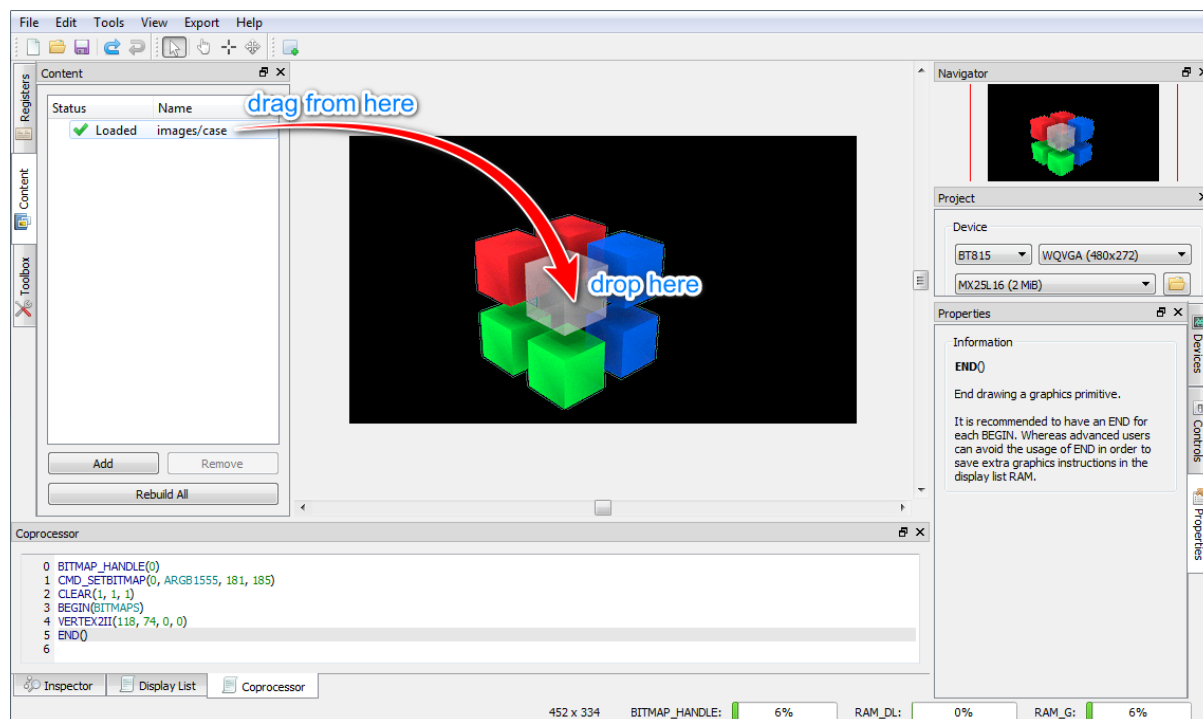 File Edit Tools View Export Help
Registers
Content
Toolbox
Content
Status Name
Loaded images/case
drag from here
drop here
Add Remove
Rebuild All
Navigator
Project
Device
BT815 WQVGA (480x272)
MX25L16 (2 MiB)
Properties
Information
END()
End drawing a graphics primitive.
It is recommended to have an END for
each BEGIN. Whereas advanced users
can avoid the usage of END in order to
save extra graphics instructions in the
display list RAM.
Devices
Controls
Properties
Coprocessor
0 BITMAP_HANDLE(0)
1 CMD_SETBITMAP(0, ARGB1555, 181, 185)
2 CLEAR(1, 1, 1)
3 BEGIN(BITMAPS)
4 VERTEX2II(118, 74, 0, 0)
5 END()
6
Inspector Display List Coprocessor
452 x 334 BITMAP_HANDLE: 6% RAM_DL: 0% RAM_G: 6%